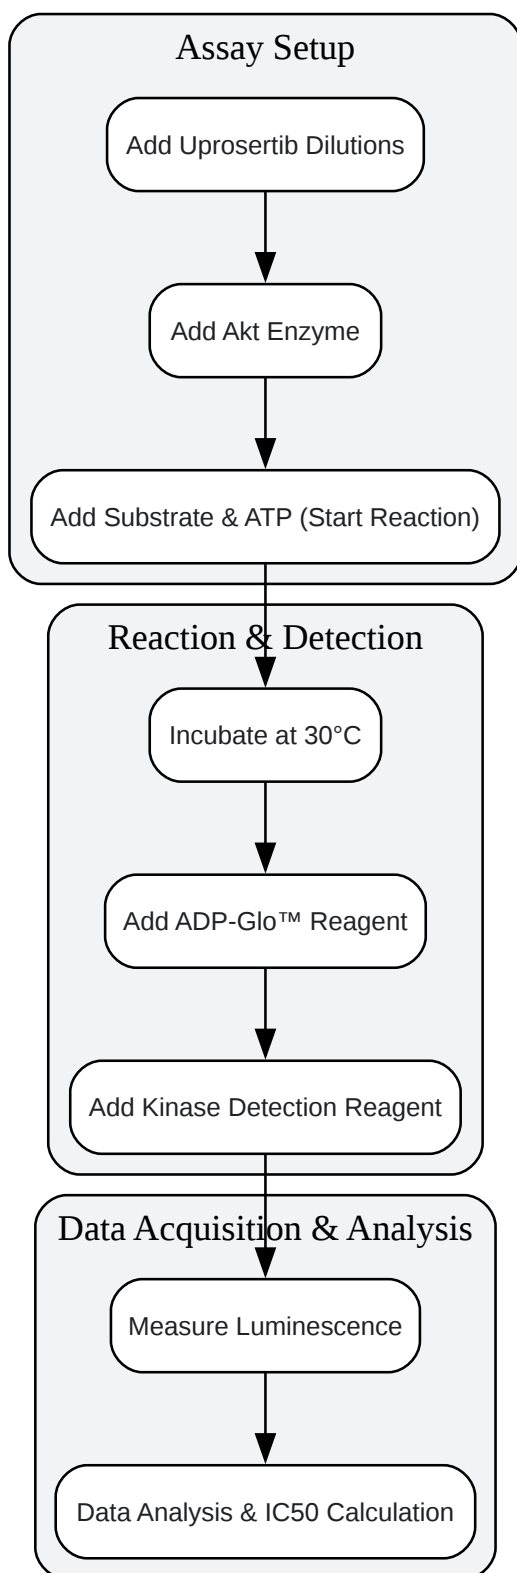 Assay Setup
Add Uprosertib Dilutions
Add Akt Enzyme
Add Substrate & ATP (Start Reaction)
Reaction & Detection
Incubate at 30°C
Add ADP-Glo™ Reagent
Add Kinase Detection Reagent
Data Acquisition & Analysis
Measure Luminescence
Data Analysis & IC50 Calculation